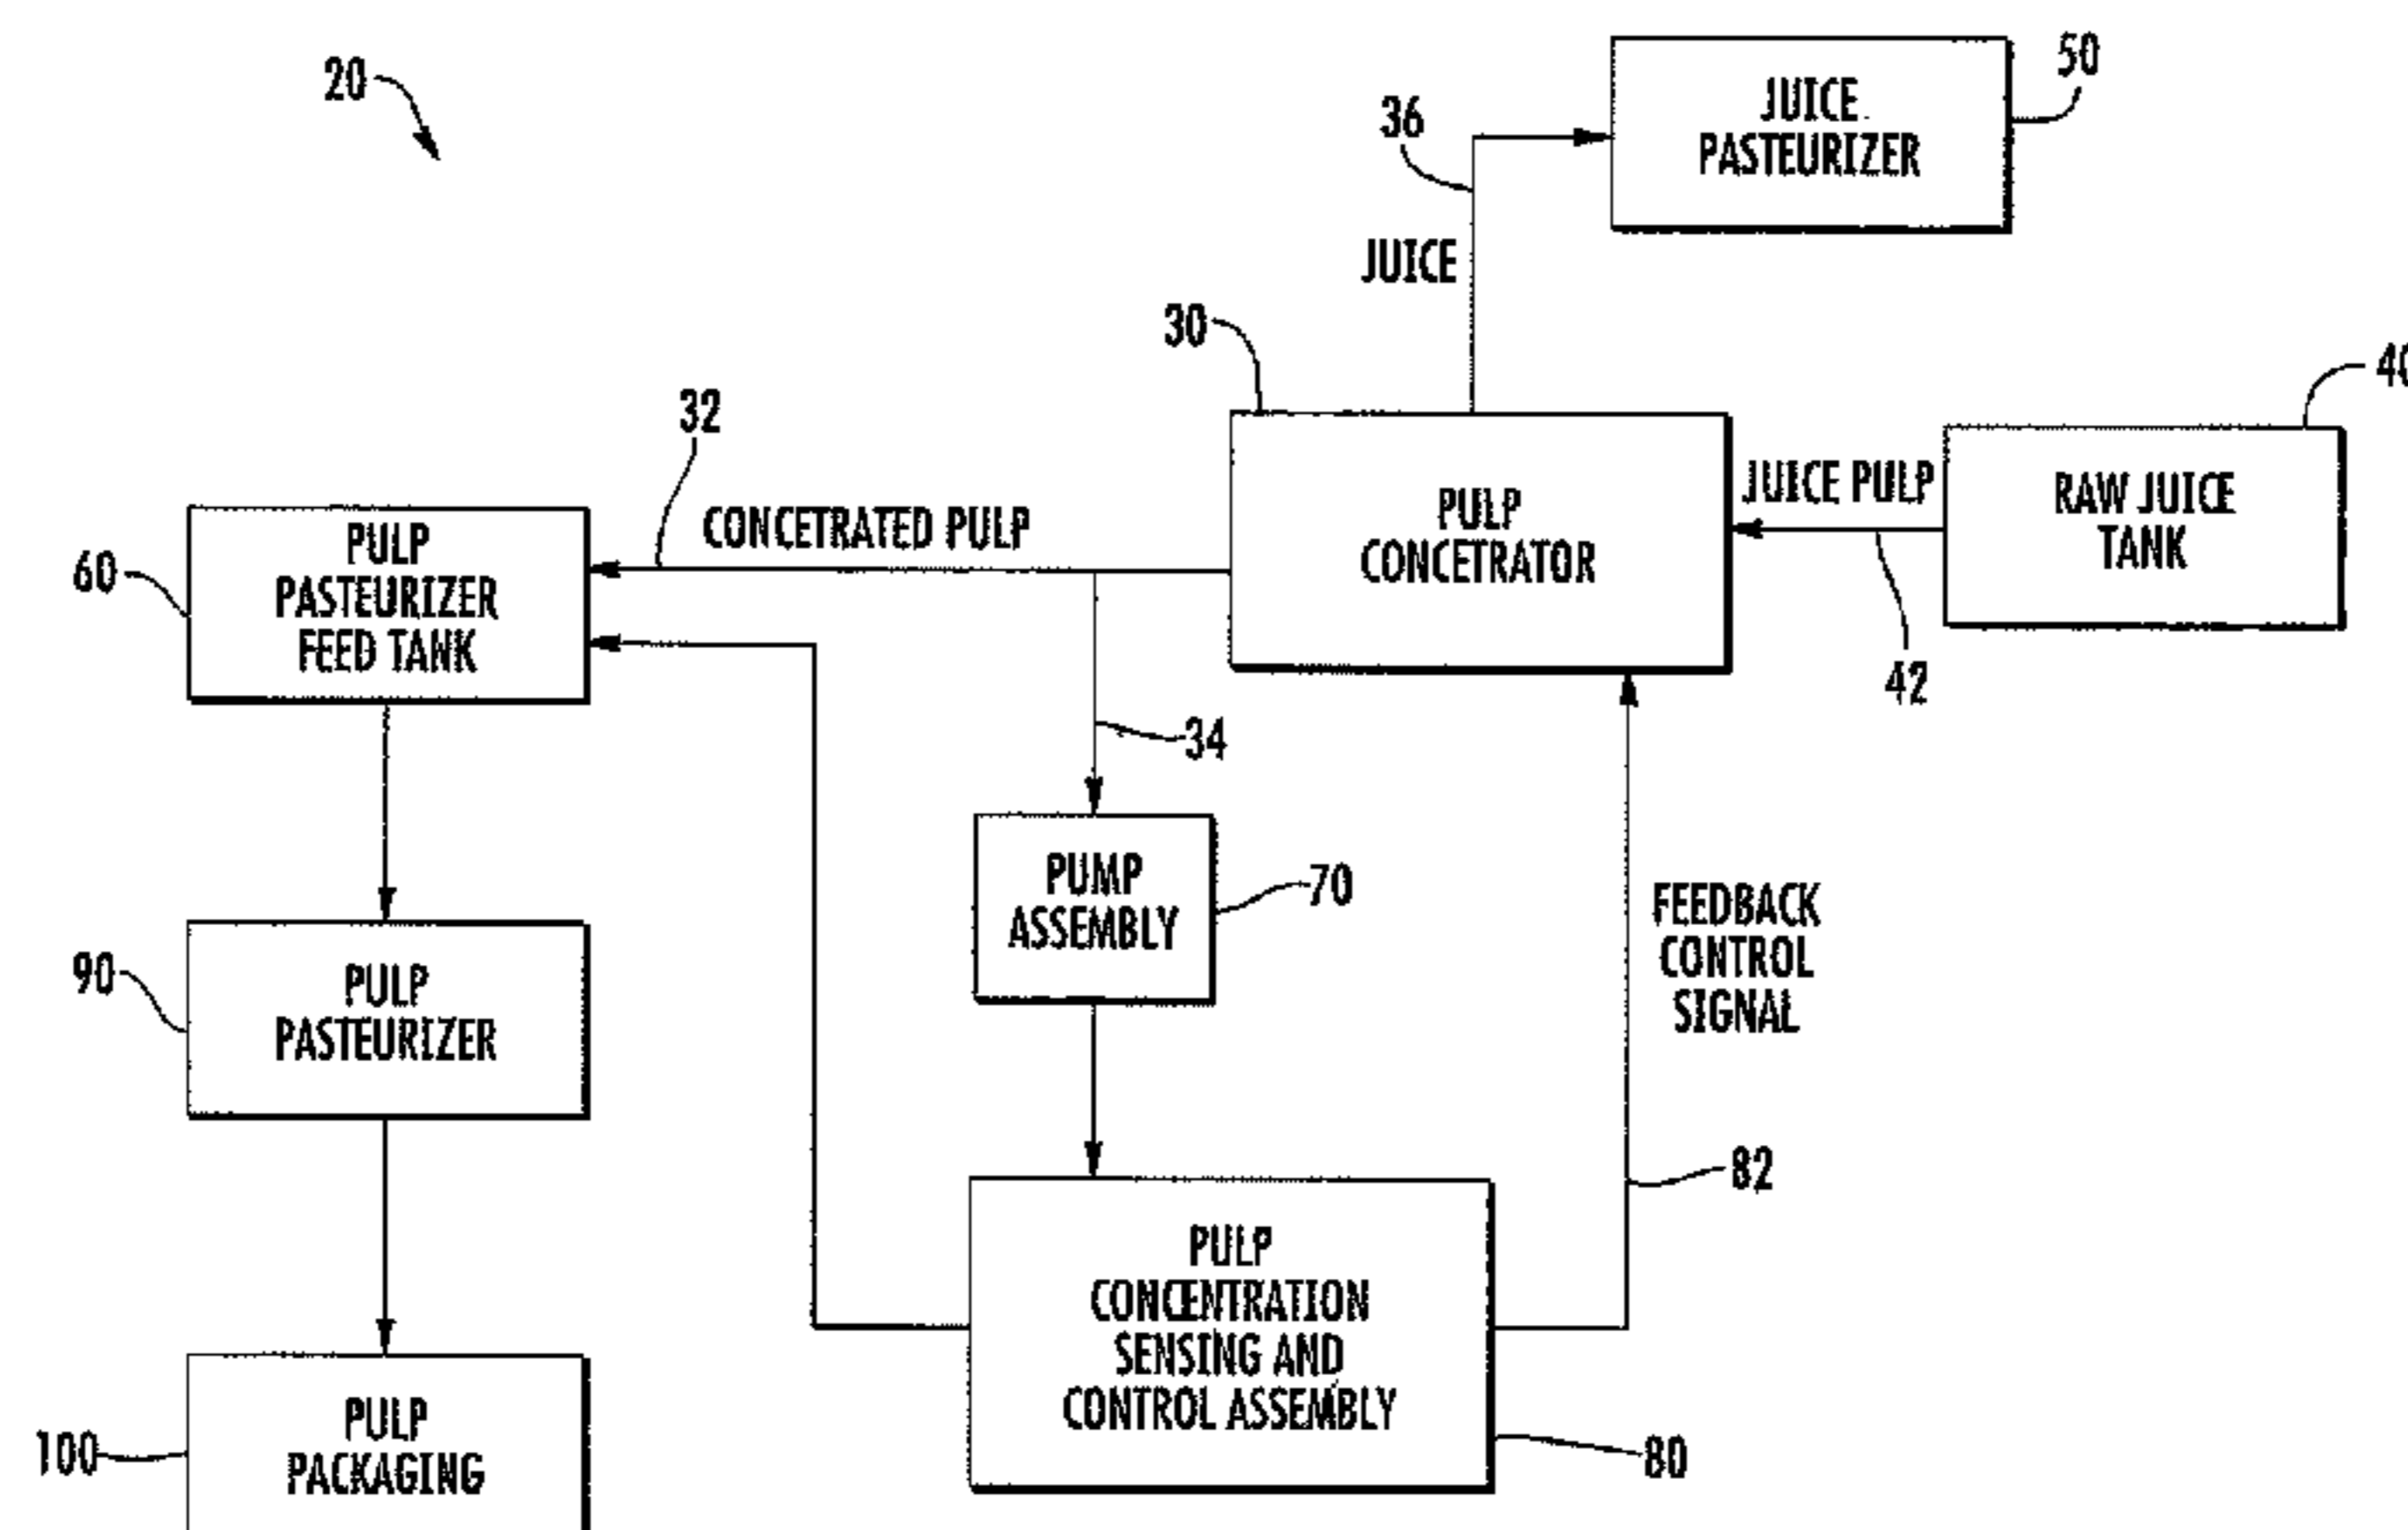 20
JUICE
PASTEURIZER
50
36
JUICE
30
40
32
CONCETRATED PULP
PULP
CONCETRATOR
JUICE PULP
RAW JUICE
TANK
42
60
PULP
PASTEURIZER
FEED TANK
34
PUMP
ASSEMBLY
70
FEEDBACK
CONTROL
SIGNAL
90
PULP
PASTEURIZER
82
PULP
CONCENTRATION
SENSING AND
CONTROL ASSEMBLY
80
100
PULP
PACKAGING